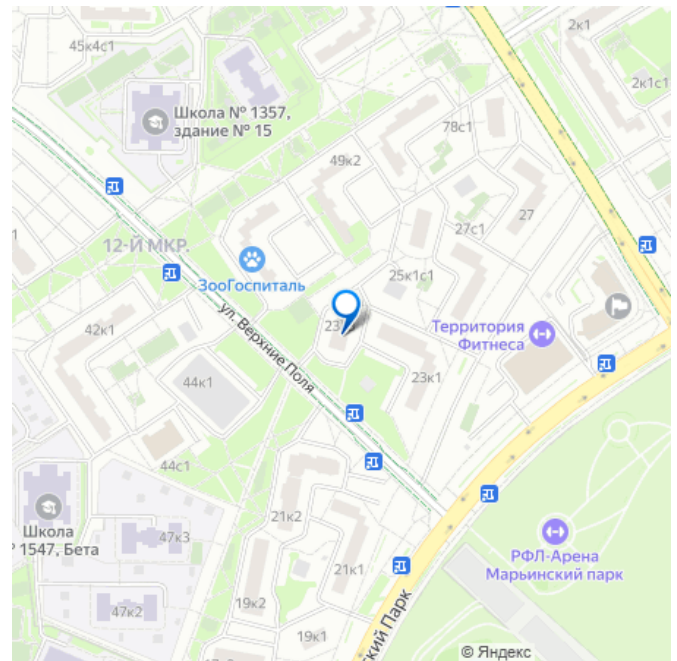 45к4с1
2к1
2к1с1
Школа № 1357,
здание № 15
78с1
49к2
27
27с1
1
12-Й МКР.
ЗооГоспиталь
25к1с1
23
ул. Верхние Поля
Территория
Фитнеса
42к1
44к1
23к1
44с1
Школа
№ 1547, Бета
21к2
47к3
РФЛ-Арена
Марьинский парк
21к1
47к2
19к2
19к1
кий Парк
© Яндекс